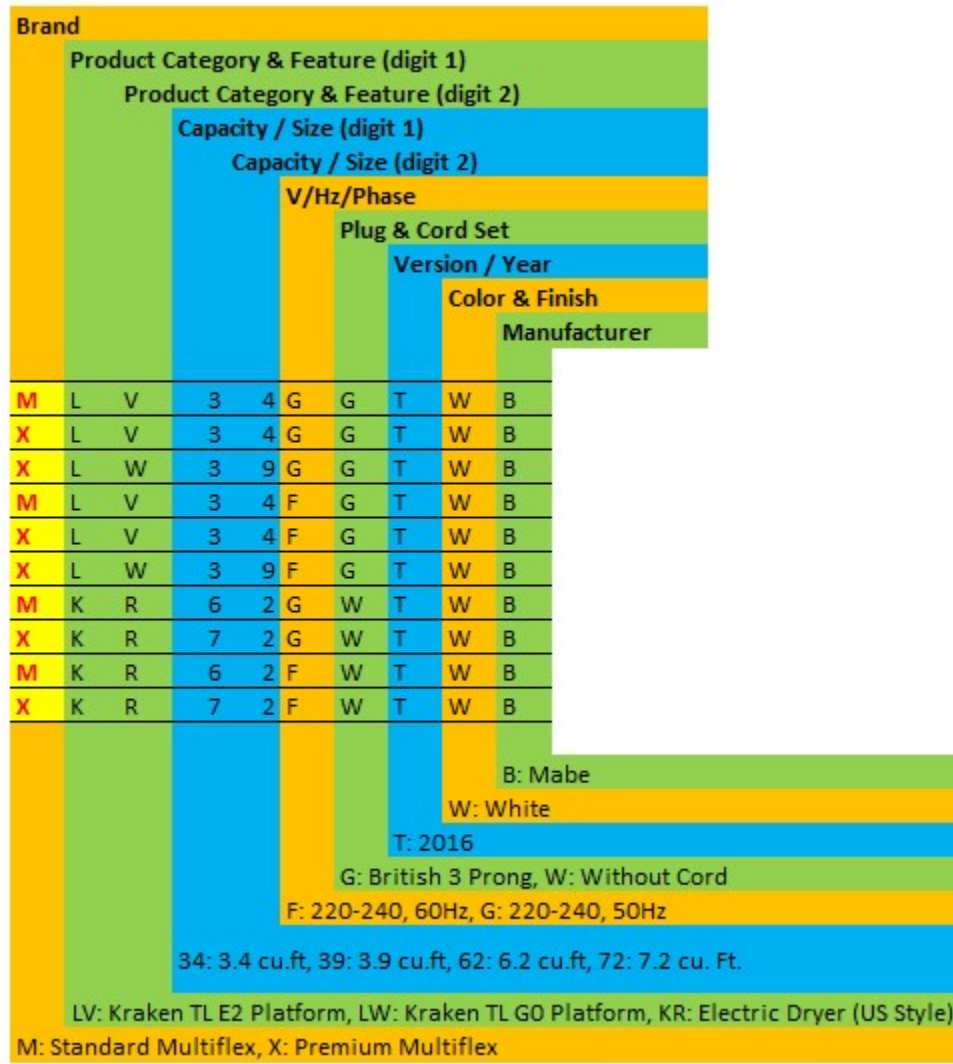 Brand
Product Category & Feature (digit 1)
Product Category & Feature (digit 2)
Capacity / Size (digit 1)
Capacity / Size (digit 2)
V/Hz/Phase
Plug & Cord Set
Version / Year
Color & Finish
Manufacturer
M L V 3 4 G G T W B
X L V 3 4 G G T W B
X L W 3 9 G G T W B
M L V 3 4 F G T W B
X L V 3 4 F G T W B
X L W 3 9 F G T W B
M K R 6 2 G W T W B
X K R 7 2 G W T W B
M K R 6 2 F W T W B
X K R 7 2 F W T W B
B: Mabe
W: White
T: 2016
G: British 3 Prong, W: Without Cord
F: 220-240, 60Hz, G: 220-240, 50Hz
34: 3.4 cu.ft, 39: 3.9 cu.ft, 62: 6.2 cu.ft, 72: 7.2 cu. Ft.
LV: Kraken TL E2 Platform, LW: Kraken TL G0 Platform, KR: Electric Dryer (US Style)
M: Standard Multiflex, X: Premium Multiflex